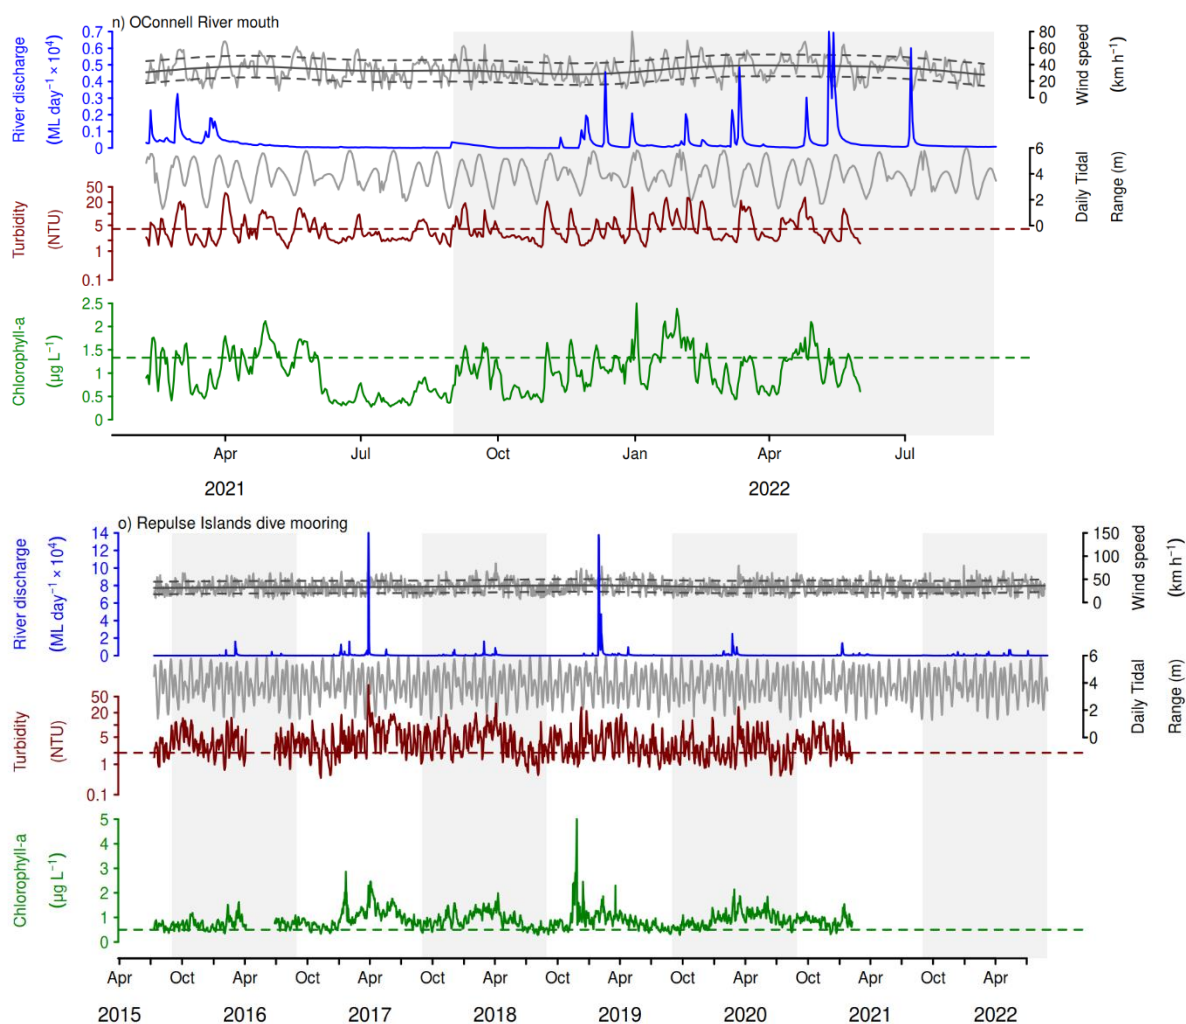 n) OConnell River mouth
River discharge
(ML day⁻¹ × 10⁴)
0.7
0.6
0.5
0.4
0.3
0.2
0.1
0
80
60
40
20
0
Wind speed
(km h⁻¹)
6
4
2
0
Daily Tidal
Range (m)
Turbidity
(NTU)
50
20
5
1
0.1
Chlorophyll-a
(µg L⁻¹)
2.5
2
1.5
1
0.5
0
Apr Jul Oct Jan Apr Jul
2021 2022
o) Repulse Islands dive mooring
River discharge
(ML day⁻¹ × 10⁴)
14
12
10
8
6
4
2
0
150
100
50
0
Wind speed
(km h⁻¹)
6
4
2
0
Daily Tidal
Range (m)
Turbidity
(NTU)
50
20
5
1
0.1
Chlorophyll-a
(µg L⁻¹)
5
4
3
2
1
0
Apr Oct Apr Oct Apr Oct Apr Oct Apr Oct Apr Oct Apr Oct Apr
2015 2016 2017 2018 2019 2020 2021 2022